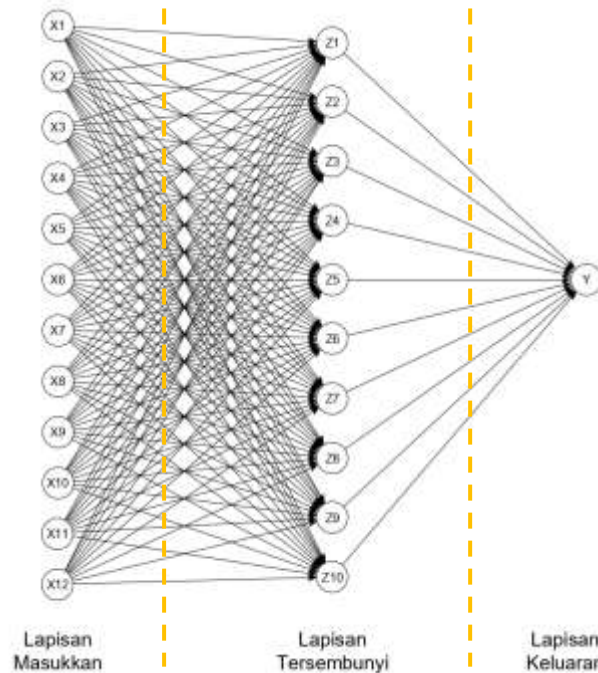 X1
X2
X3
X4
X5
X6
X7
X8
X9
X10
X11
X12
Z1
Z2
Z3
Z4
Z5
Z6
Z7
Z8
Z9
Z10
Y
Lapisan
Masukkan
Lapisan
Tersembunyi
Lapisan
Keluaran